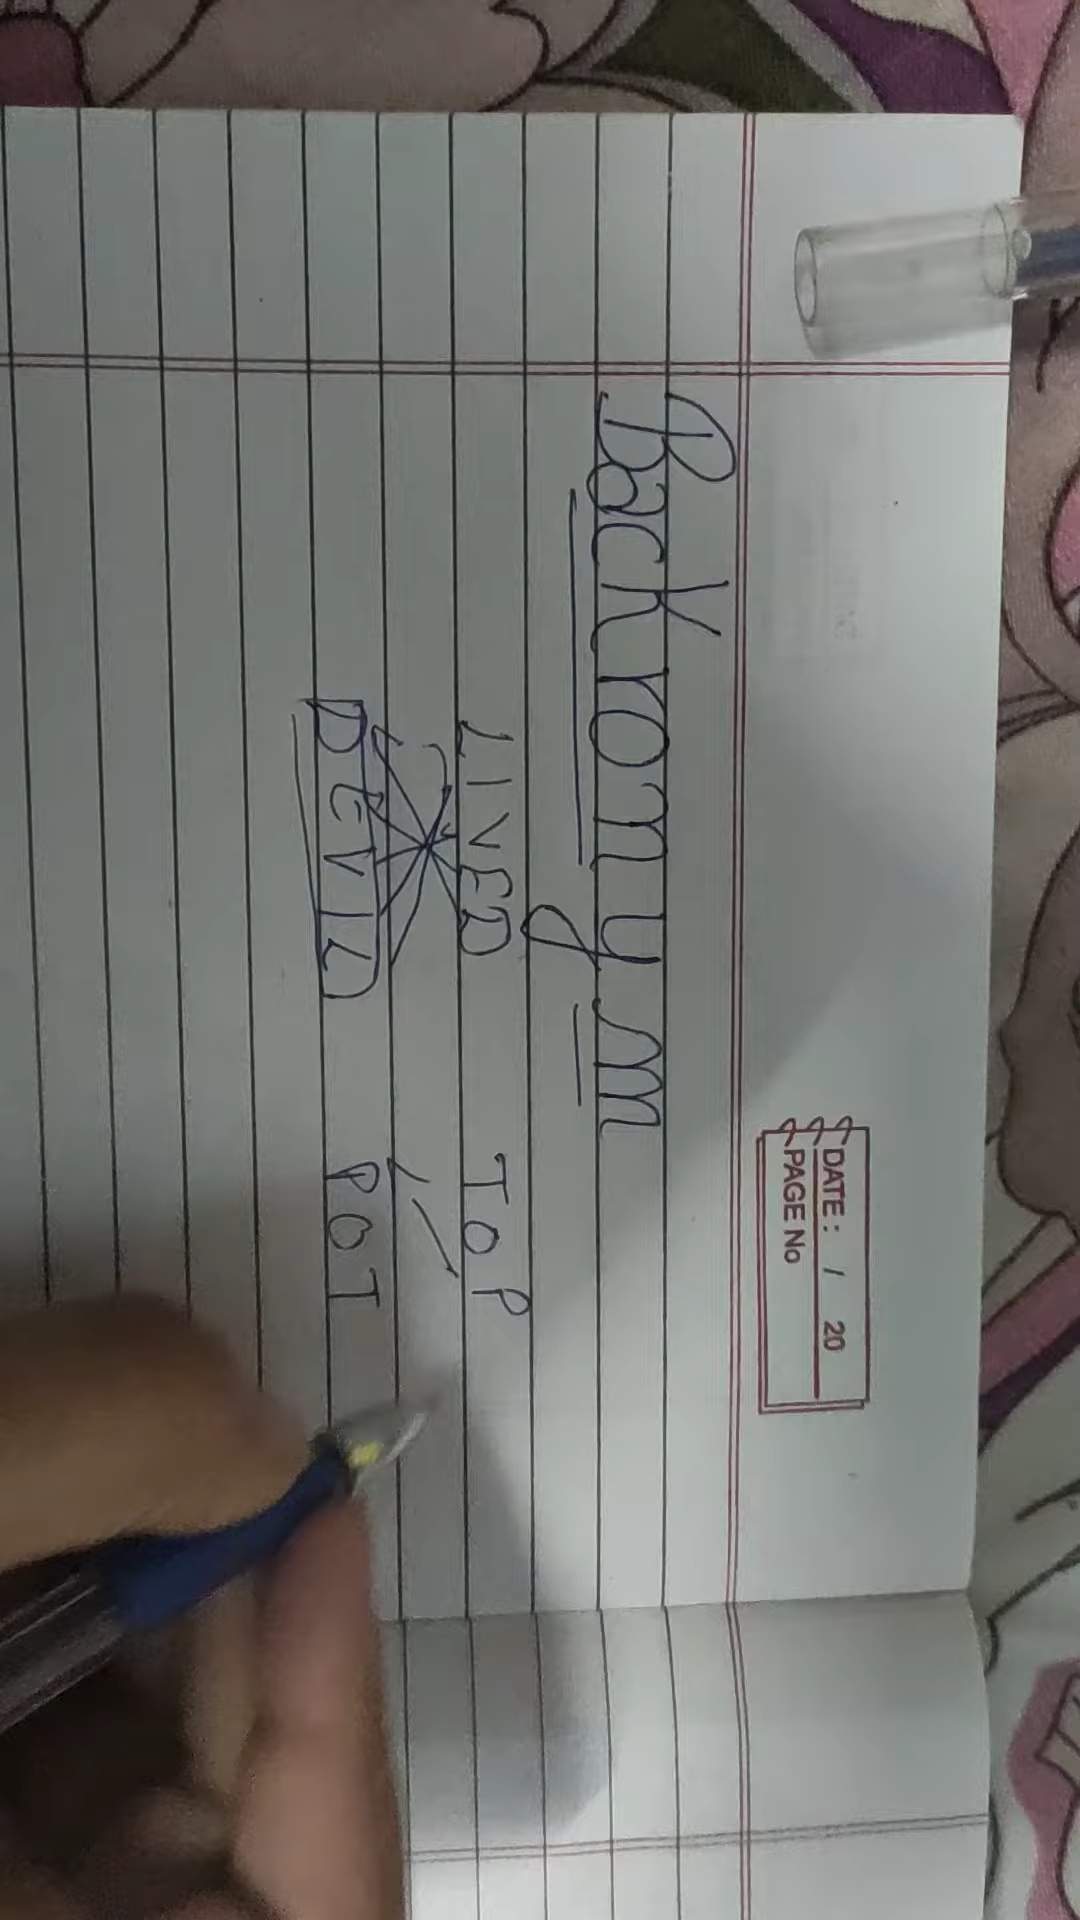 DATE: / 20
PAGE No
Backronym
LIVED TOP
DEVIL POT